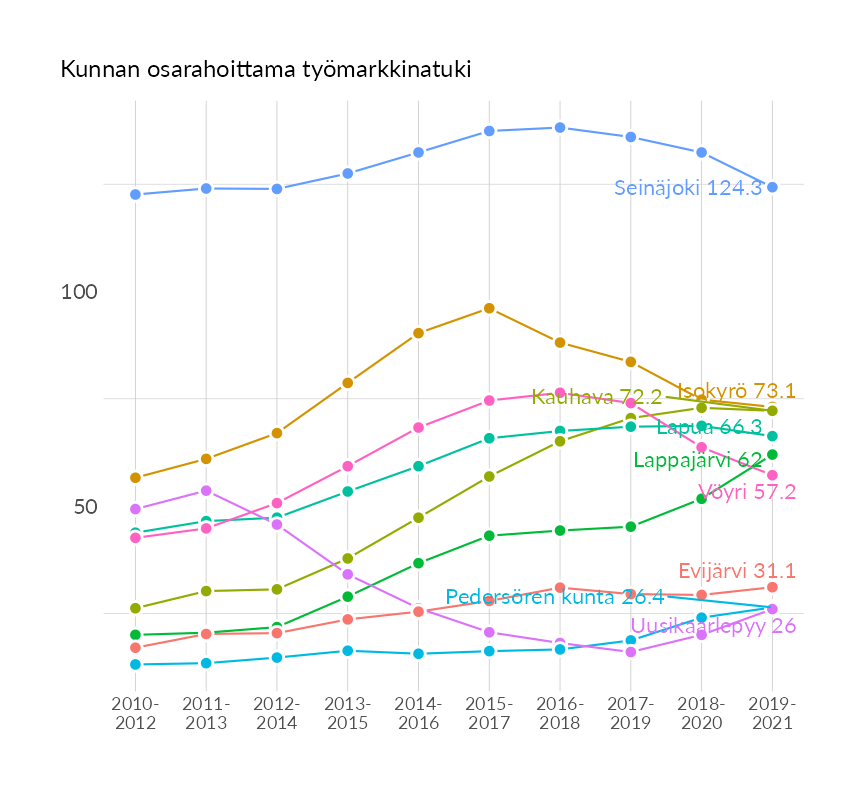 Kunnan osarahoittama työmarkkinatuki
Seinäjoki 124.3
100
Isokyrö 73.1
Kauhava 72.2
Lapua 66.3
Lappajärvi 62
Vöyri 57.2
50
Evijärvi 31.1
Pedersören kunta 26.4
Uusikaarlepyy 26
2010- 2011- 2012- 2013- 2014- 2015- 2016- 2017- 2018- 2019-
2012 2013 2014 2015 2016 2017 2018 2019 2020 2021